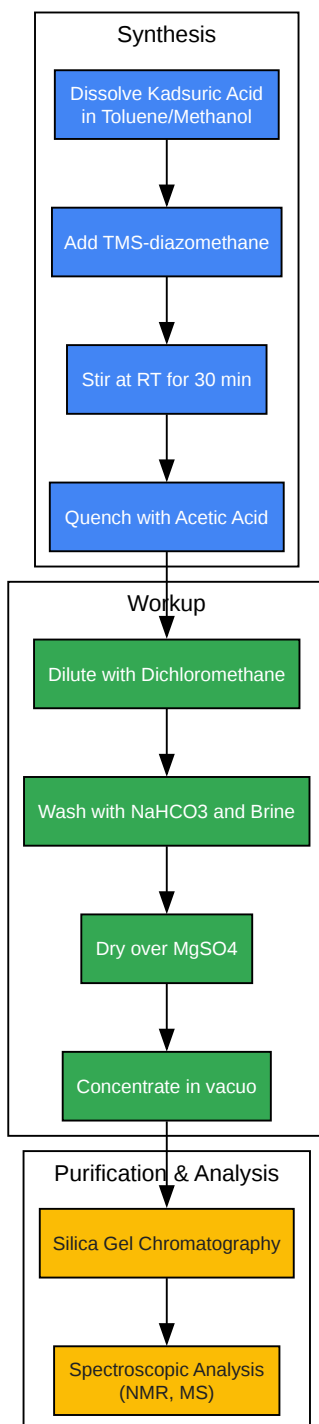 Synthesis
Dissolve Kadsuric Acid
in Toluene/Methanol
Add TMS-diazomethane
Stir at RT for 30 min
Quench with Acetic Acid
Workup
Dilute with Dichloromethane
Wash with NaHCO3 and Brine
Dry over MgSO4
Concentrate in vacuo
Purification & Analysis
Silica Gel Chromatography
Spectroscopic Analysis
(NMR, MS)